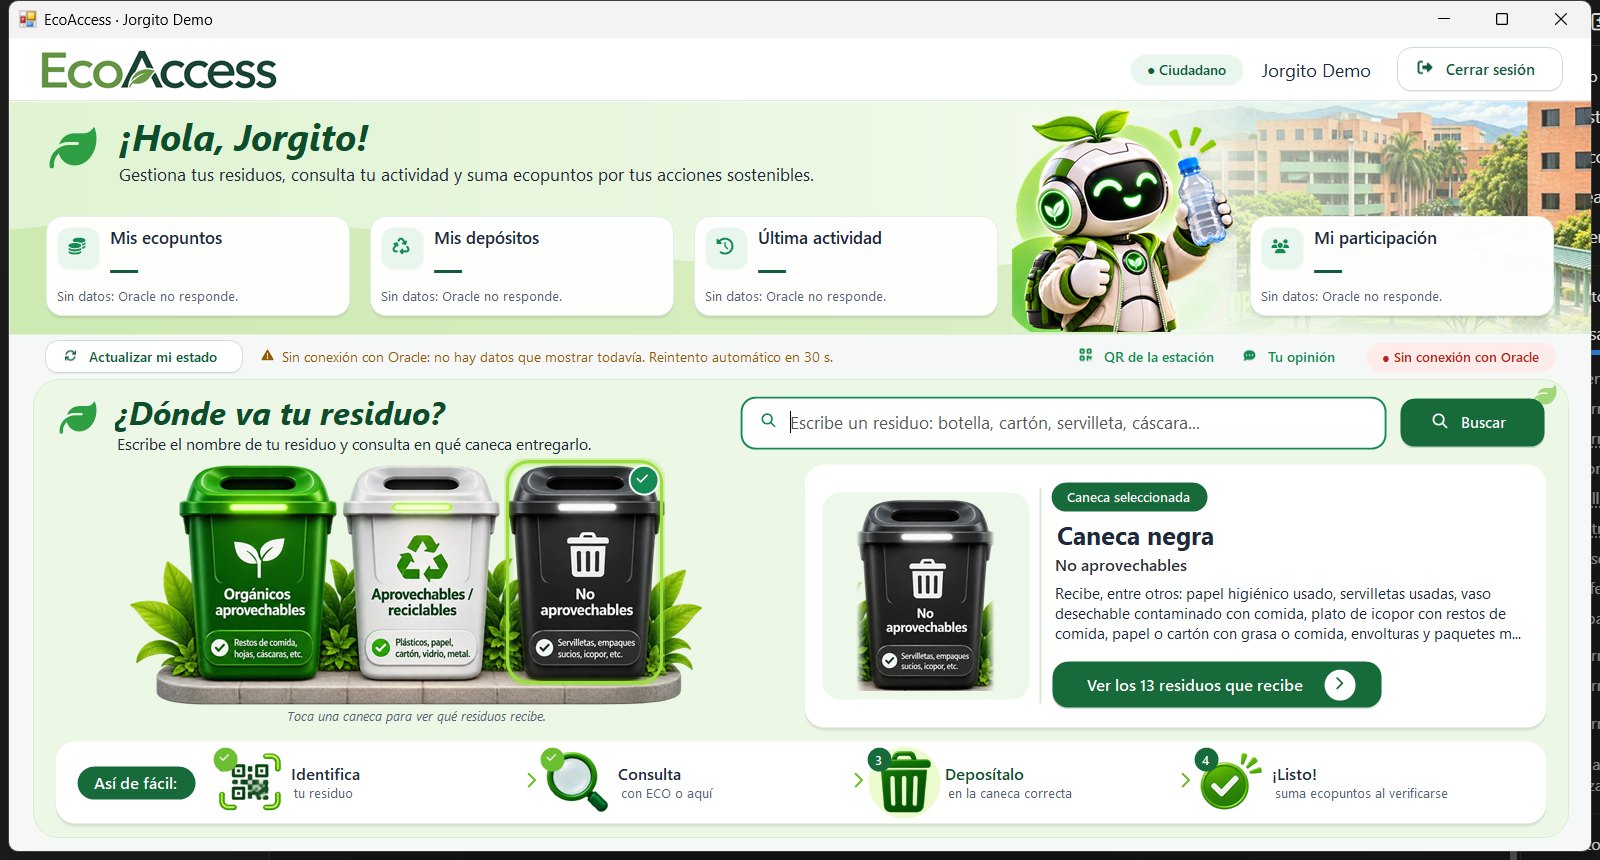 EcoAccess · Jorgito Demo
EcoAccess
● Ciudadano
Jorgito Demo
Cerrar sesión
¡Hola, Jorgito!
Gestiona tus residuos, consulta tu actividad y suma ecopuntos por tus acciones sostenibles.
Mis ecopuntos
Sin datos: Oracle no responde.
Mis depósitos
Sin datos: Oracle no responde.
Última actividad
Sin datos: Oracle no responde.
Mi participación
Sin datos: Oracle no responde.
Actualizar mi estado
Sin conexión con Oracle: no hay datos que mostrar todavía. Reintento automático en 30 s.
QR de la estación
Tu opinión
● Sin conexión con Oracle
¿Dónde va tu residuo?
Escribe el nombre de tu residuo y consulta en qué caneca entregarlo.
Escribe un residuo: botella, cartón, servilleta, cáscara...
Buscar
Orgánicos
aprovechables
Restos de comida,
hojas, cáscaras, etc.
Aprovechables /
reciclables
Plásticos, papel,
cartón, vidrio, metal.
No
aprovechables
Servilletas, empaques
sucios, icopor, etc.
Toca una caneca para ver qué residuos recibe.
No
aprovechables
Servilletas, empaques
sucios, icopor, etc.
Caneca seleccionada
Caneca negra
No aprovechables
Recibe, entre otros: papel higiénico usado, servilletas usadas, vaso
desechable contaminado con comida, plato de icopor con restos de
comida, papel o cartón con grasa o comida, envolturas y paquetes m...
Ver los 13 residuos que recibe
Así de fácil:
Identifica
tu residuo
Consulta
con ECO o aquí
3
Deposítalo
en la caneca correcta
4
¡Listo!
suma ecopuntos al verificarse